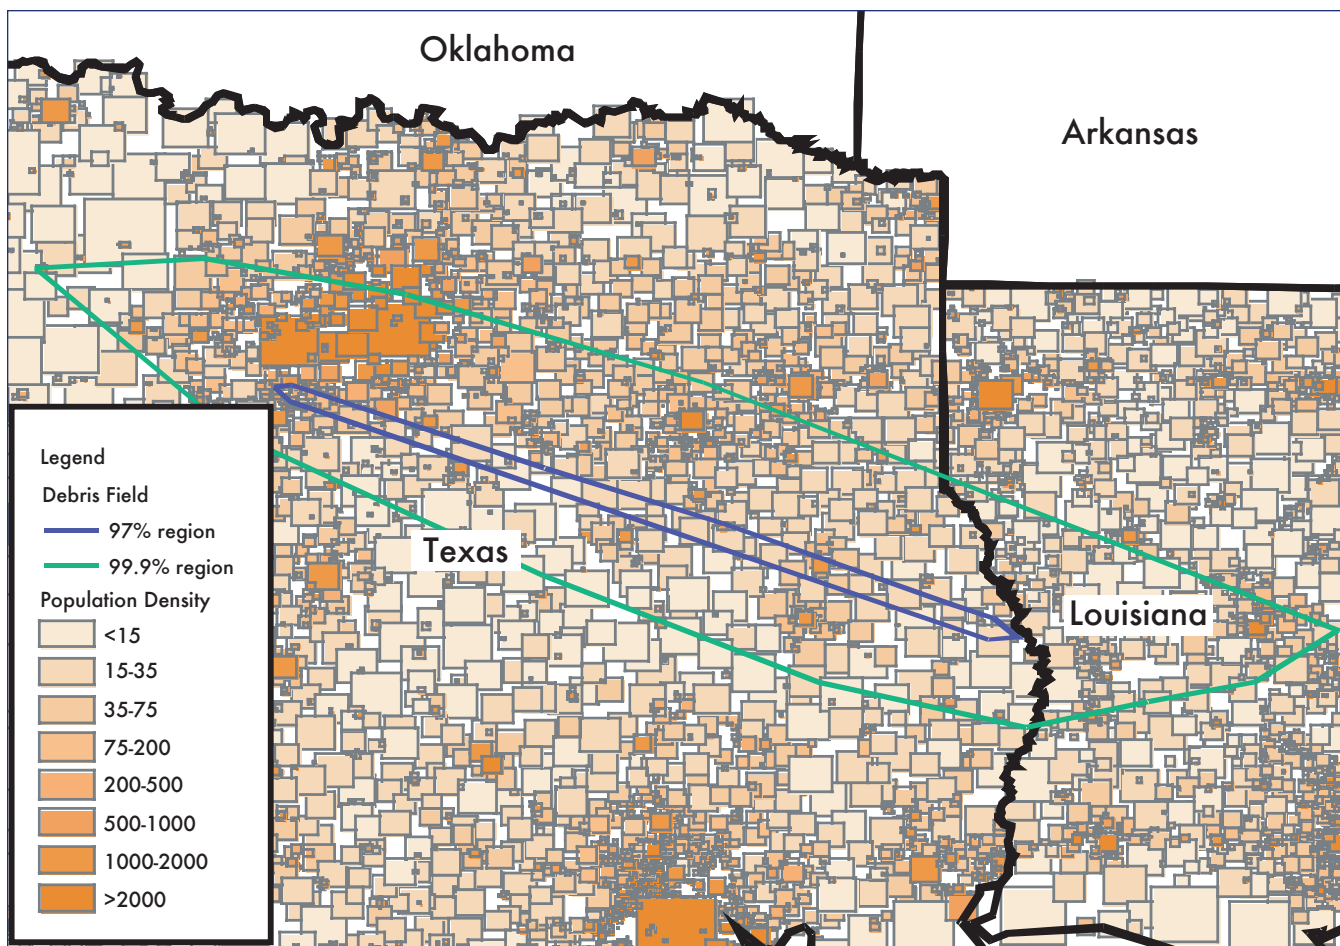 Oklahoma
Arkansas
Texas
Louisiana
Legend
Debris Field
97% region
99.9% region
Population Density
<15
15-35
35-75
75-200
200-500
500-1000
1000-2000
>2000